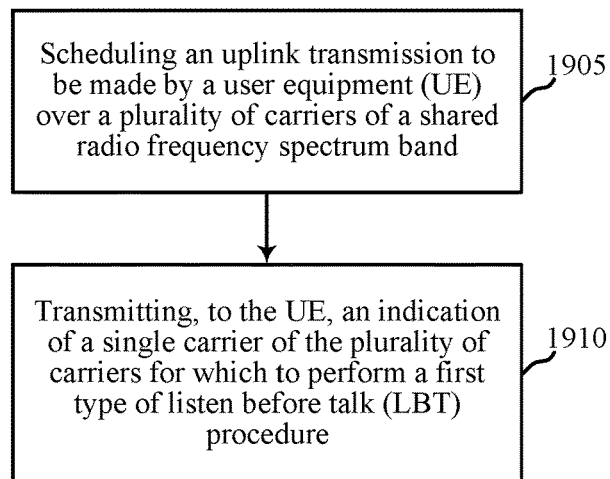 Scheduling an uplink transmission to
be made by a user equipment (UE)
over a plurality of carriers of a shared
radio frequency spectrum band
1905
Transmitting, to the UE, an indication
of a single carrier of the plurality of
carriers for which to perform a first
type of listen before talk (LBT)
procedure
1910